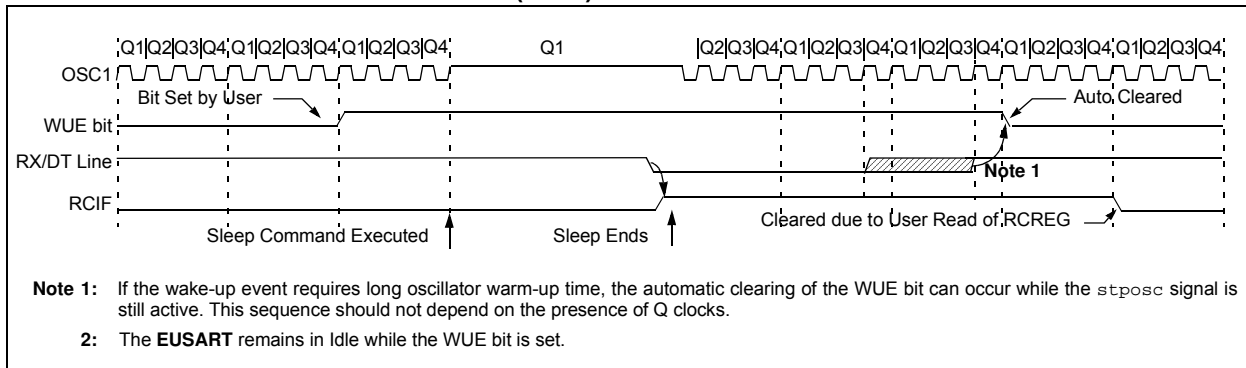 Q1|Q2|Q3|Q4|Q1|Q2|Q3|Q4|Q1|Q2|Q3|Q4 Q1 |Q2|Q3|Q4|Q1|Q2|Q3|Q4|Q1|Q2|Q3|Q4|Q1|Q2|Q3|Q4|Q1|Q2|Q3|Q4
OSC1
Bit Set by User Auto Cleared
WUE bit
RX/DT Line
Note 1
RCIF
Cleared due to User Read of RCREG
Sleep Command Executed Sleep Ends
Note 1: If the wake-up event requires long oscillator warm-up time, the automatic clearing of the WUE bit can occur while the stposc signal is
still active. This sequence should not depend on the presence of Q clocks.
2: The EUSART remains in Idle while the WUE bit is set.